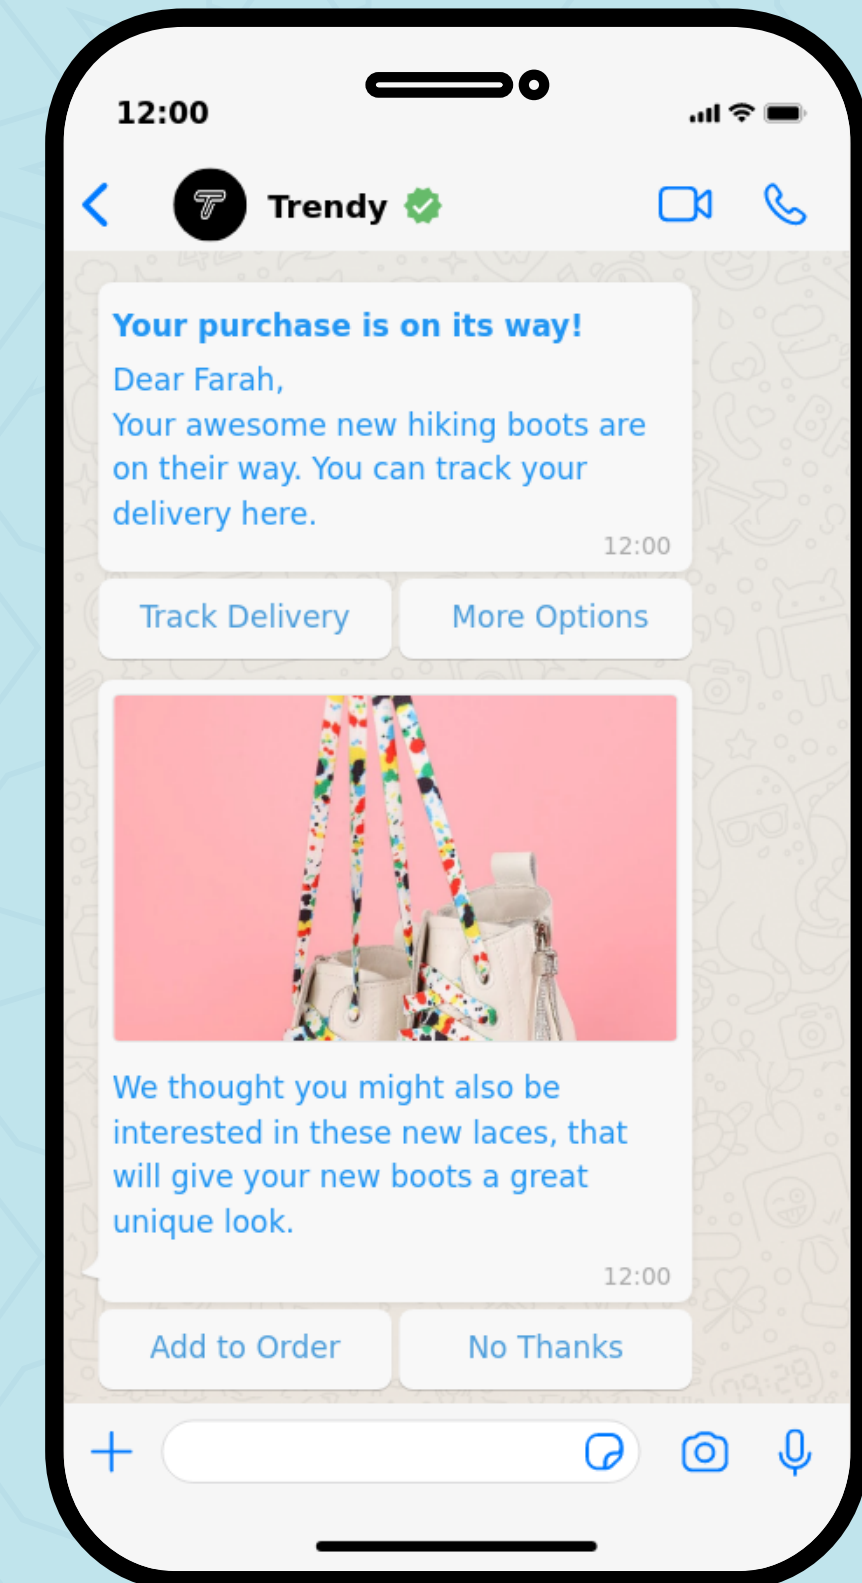 12:00
Trendy
Your purchase is on its way!
Dear Farah,
Your awesome new hiking boots are
on their way. You can track your
delivery here.
12:00
Track Delivery
More Options
We thought you might also be
interested in these new laces, that
will give your new boots a great
unique look.
12:00
Add to Order
No Thanks